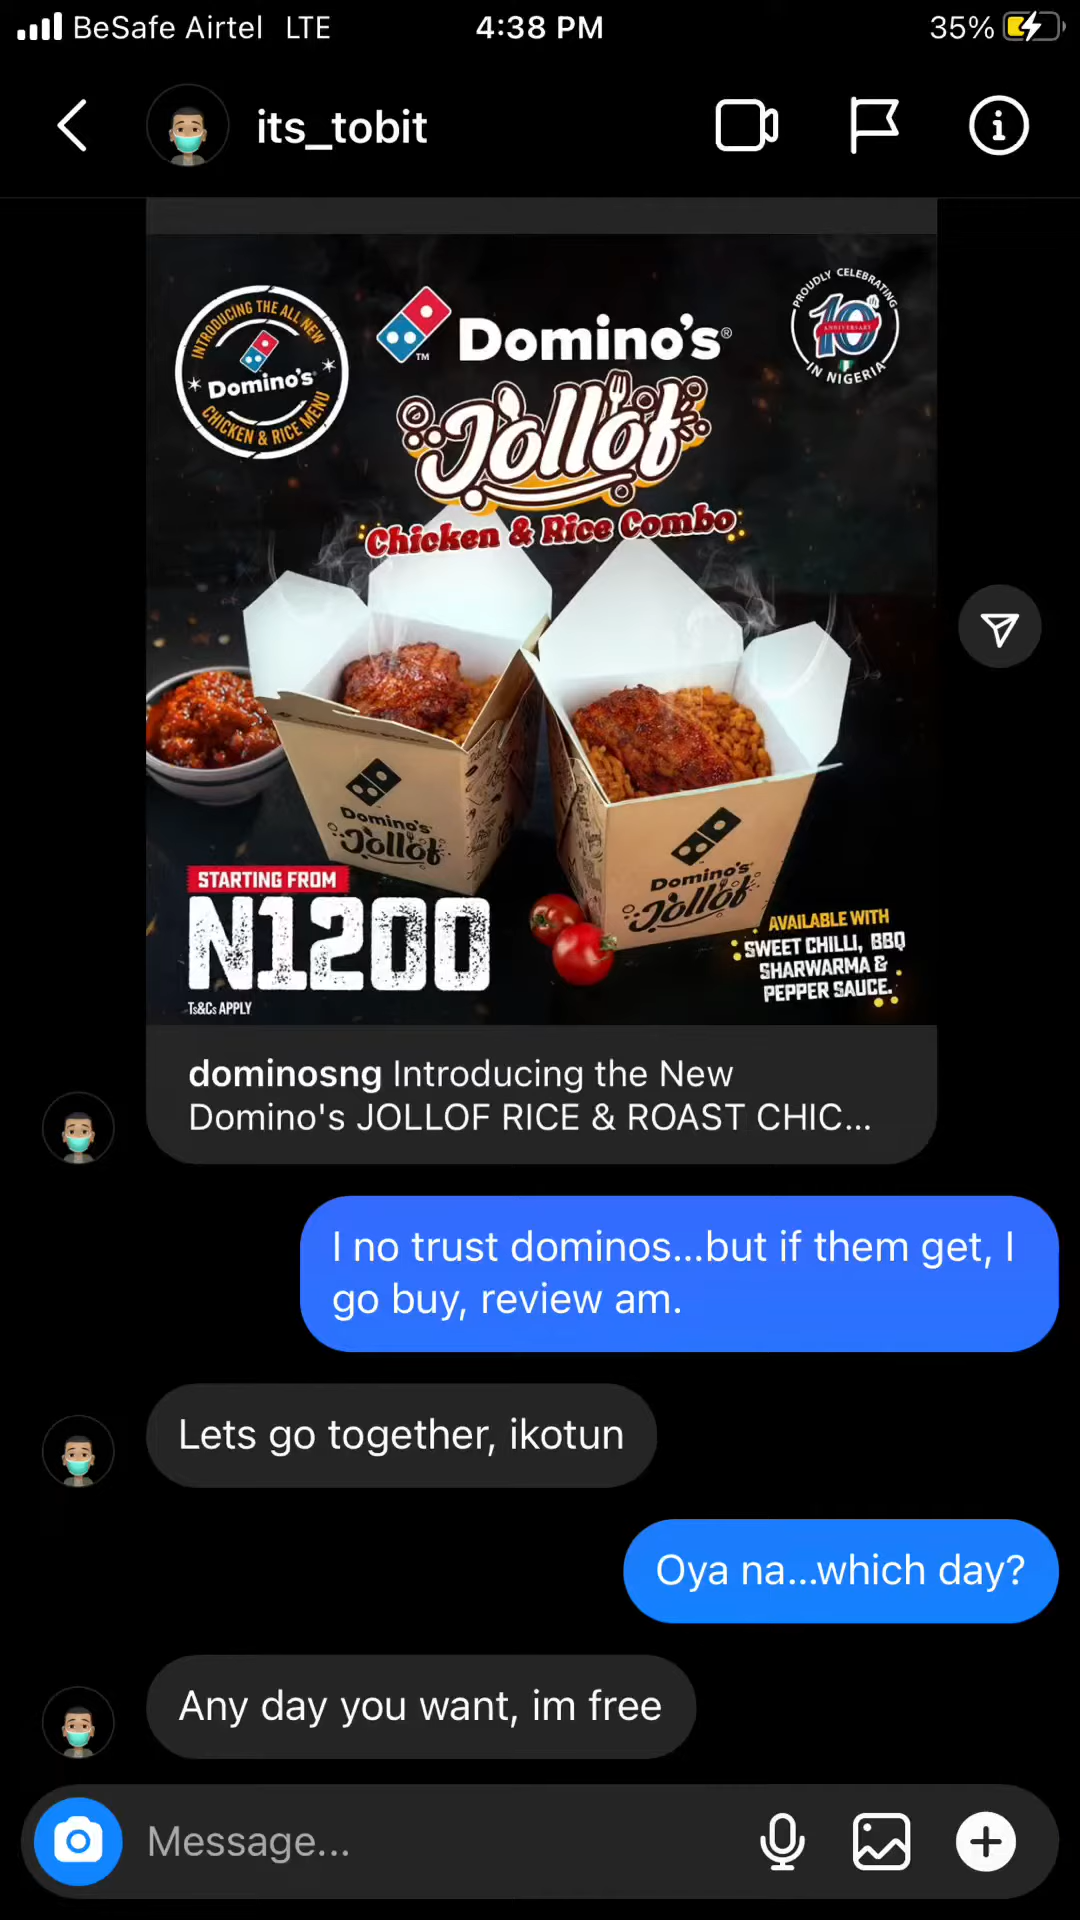 BeSafe Airtel LTE 4:38 PM 35%
its_tobit
INTRODUCING THE ALL NEW
Domino's
CHICKEN & RICE MENU
Domino's®
TM
Jollof
Chicken & Rice Combo
PROUDLY CELEBRATING
10
ANNIVERSARY
IN NIGERIA
Domino's
Jollof
Domino's
Jollof
STARTING FROM
N1200
Ts&Cs APPLY
AVAILABLE WITH
SWEET CHILLI, BBQ
SHARWARMA &
PEPPER SAUCE.
dominosng Introducing the New
Domino's JOLLOF RICE & ROAST CHIC...
I no trust dominos...but if them get, I
go buy, review am.
Lets go together, ikotun
Oya na...which day?
Any day you want, im free
Message...